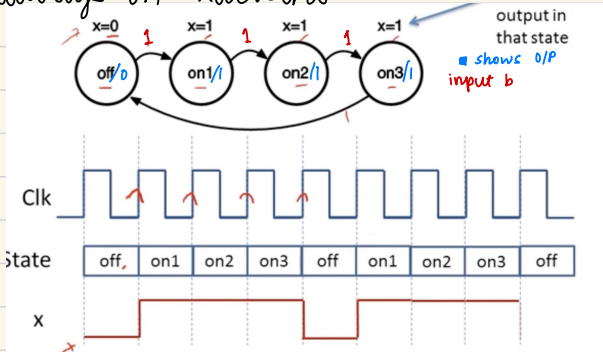 output in
x=0 x=1 x=1 x=1
that state
1 1 1
shows O/P
off/0 on1/1 on2/1 on3/1
input b
1
Clk
State off on1 on2 on3 off on1 on2 on3 off
x